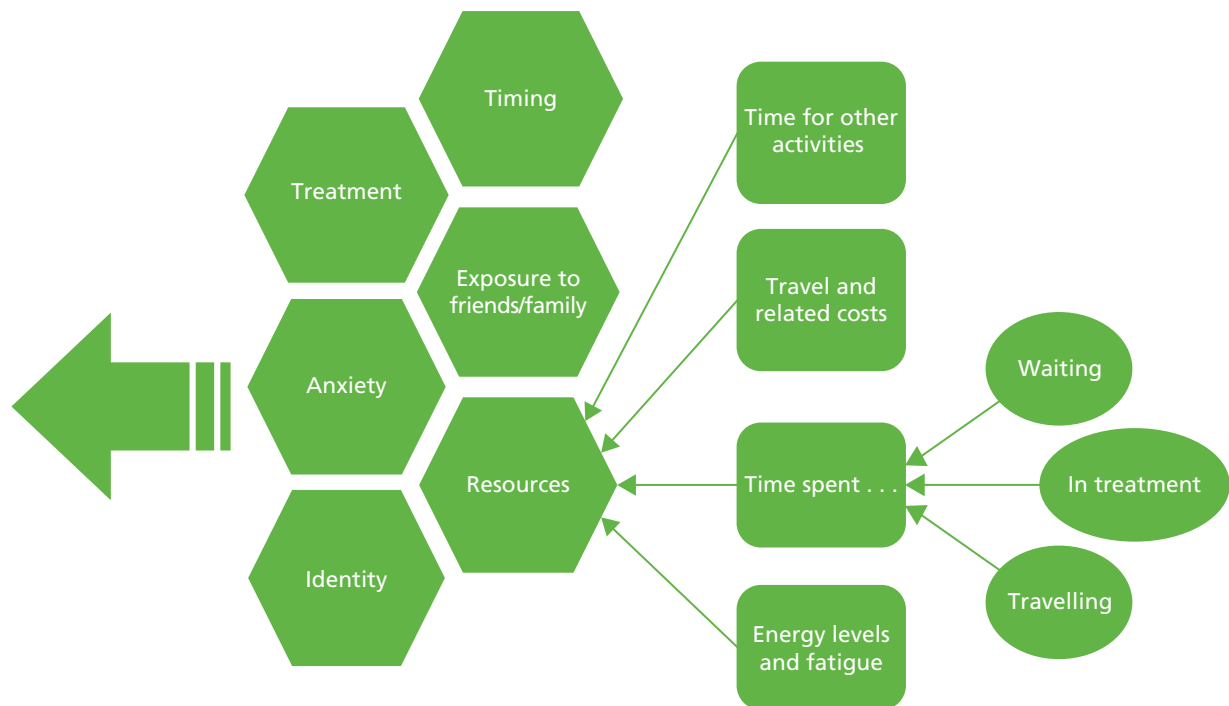 Timing
Treatment
Exposure to
friends/family
Anxiety
Resources
Identity
Time for other
activities
Travel and
related costs
Time spent . . .
Energy levels
and fatigue
Waiting
In treatment
Travelling